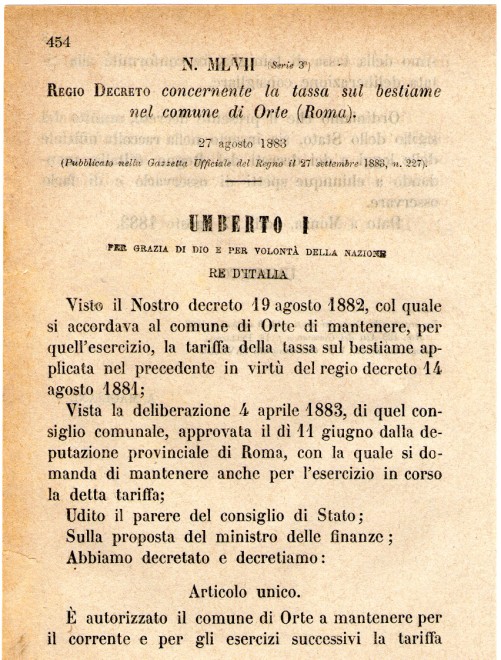 454
N. MLVII (Serie 3ª)
REGIO DECRETO concernente la tassa sul bestiame
nel comune di Orte (Roma).
27 agosto 1883
(Pubblicato nella Gazzetta Ufficiale del Regno il 27 settembre 1883, n. 227).
UMBERTO I
PER GRAZIA DI DIO E PER VOLONTÀ DELLA NAZIONE
RE D'ITALIA
Visto il Nostro decreto 19 agosto 1882, col quale
si accordava al comune di Orte di mantenere, per
quell'esercizio, la tariffa della tassa sul bestiame ap-
plicata nel precedente in virtù del regio decreto 14
agosto 1881;
Vista la deliberazione 4 aprile 1883, di quel con-
siglio comunale, approvata il dì 11 giugno dalla de-
putazione provinciale di Roma, con la quale si do-
manda di mantenere anche per l'esercizio in corso
la detta tariffa;
Udito il parere del consiglio di Stato;
Sulla proposta del ministro delle finanze;
Abbiamo decretato e decretiamo:
Articolo unico.
È autorizzato il comune di Orte a mantenere per
il corrente e per gli esercizi successivi la tariffa